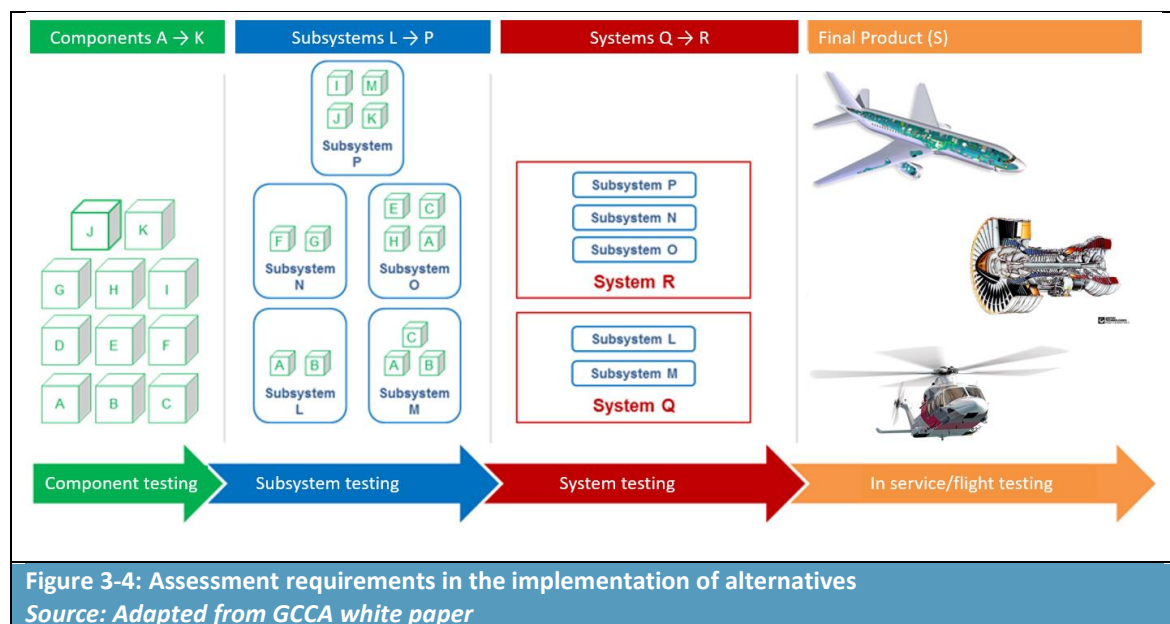 Components A → K
Subsystems L → P
Systems Q → R
Final Product (S)
J K
G H I
D E F
A B C
I M
J K
Subsystem
P
F G
Subsystem
N
E C
H A
Subsystem
O
A B
Subsystem
L
C
A B
Subsystem
M
Subsystem P
Subsystem N
Subsystem O
System R
Subsystem L
Subsystem M
System Q
Component testing
Subsystem testing
System testing
In service/flight testing
Figure 3-4: Assessment requirements in the implementation of alternatives
Source: Adapted from GCCA white paper